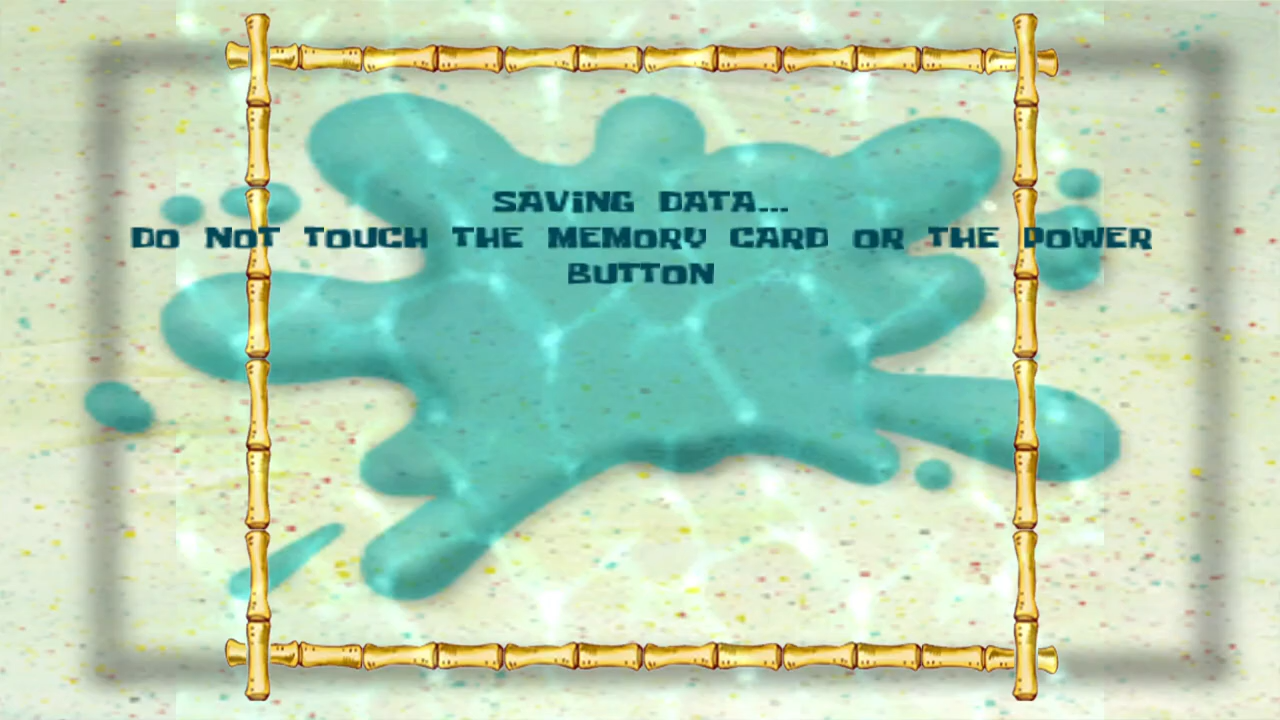 SAVING DATA...
DO NOT TOUCH THE MEMORY CARD OR THE POWER
BUTTON